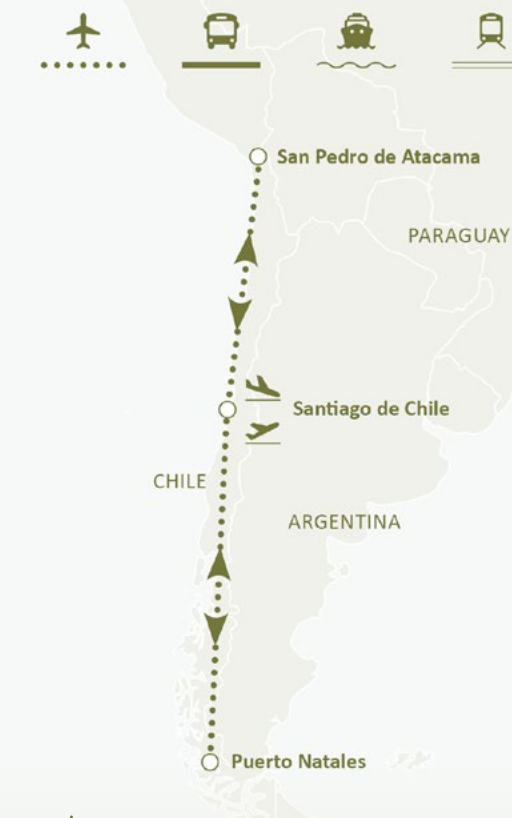 San Pedro de Atacama
PARAGUAY
Santiago de Chile
CHILE
ARGENTINA
Puerto Natales